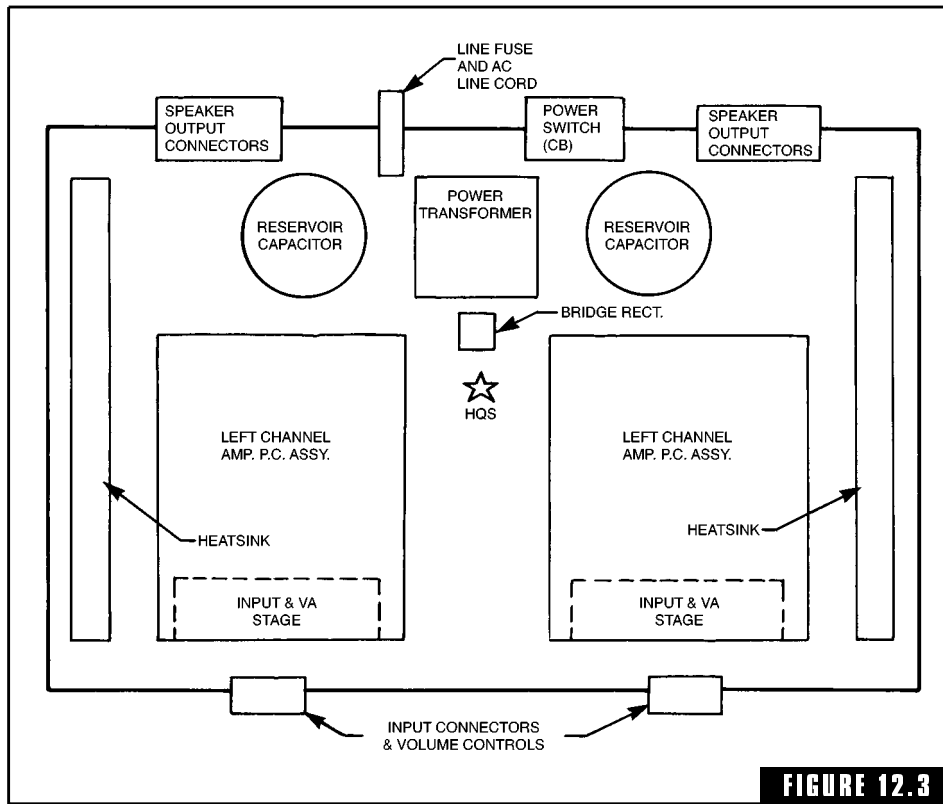 LINE FUSE
AND AC
LINE CORD
SPEAKER
OUTPUT
CONNECTORS
POWER
SWITCH
(CB)
SPEAKER
OUTPUT
CONNECTORS
RESERVOIR
CAPACITOR
POWER
TRANSFORMER
RESERVOIR
CAPACITOR
BRIDGE RECT.
HQS
LEFT CHANNEL
AMP. P.C. ASSY.
LEFT CHANNEL
AMP. P.C. ASSY.
HEATSINK
HEATSINK
INPUT & VA
STAGE
INPUT & VA
STAGE
INPUT CONNECTORS
& VOLUME CONTROLS
FIGURE 12.3